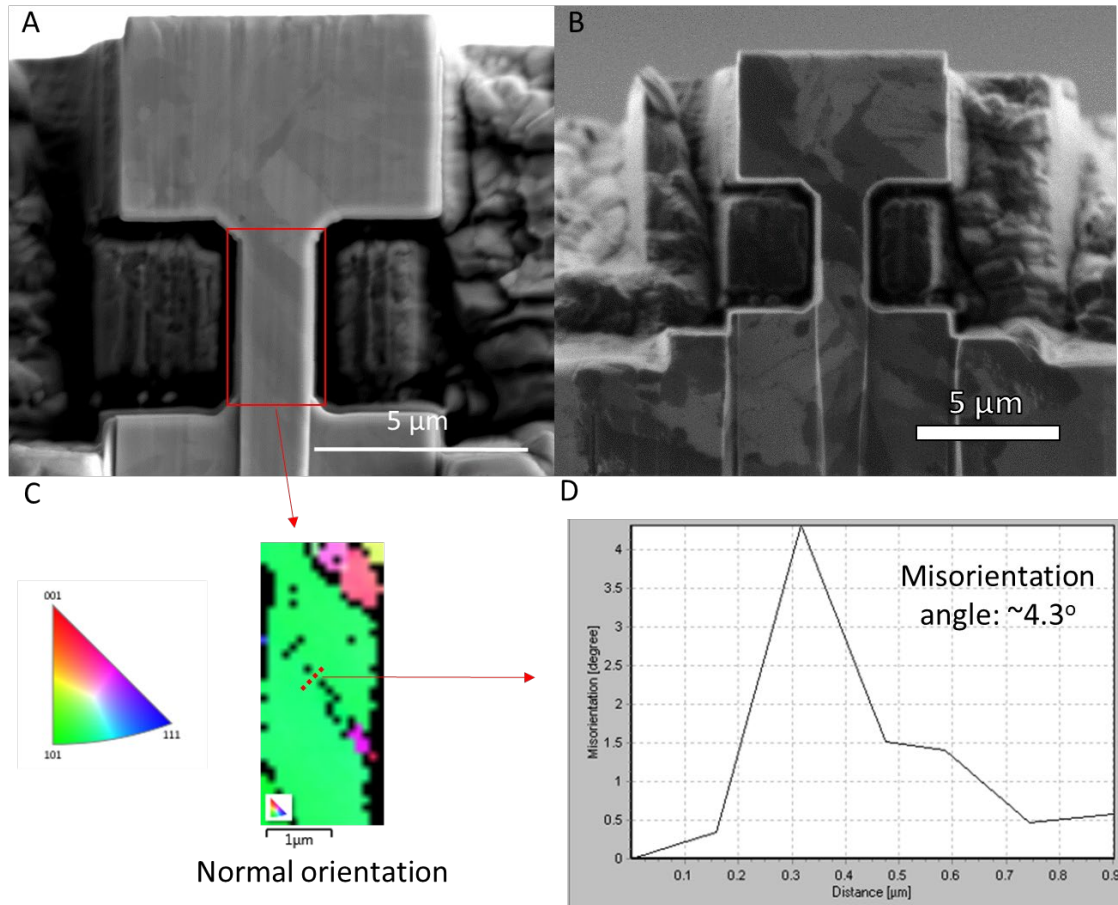 A
B
5 µm
5 µm
C
D
001
101
111
1µm
Normal orientation
Misorientation
angle: ~4.3°
Misorientation [degree]
4
3.5
3
2.5
2
1.5
1
0.5
0
0.1
0.2
0.3
0.4
0.5
0.6
0.7
0.8
0.9
Distance [µm]